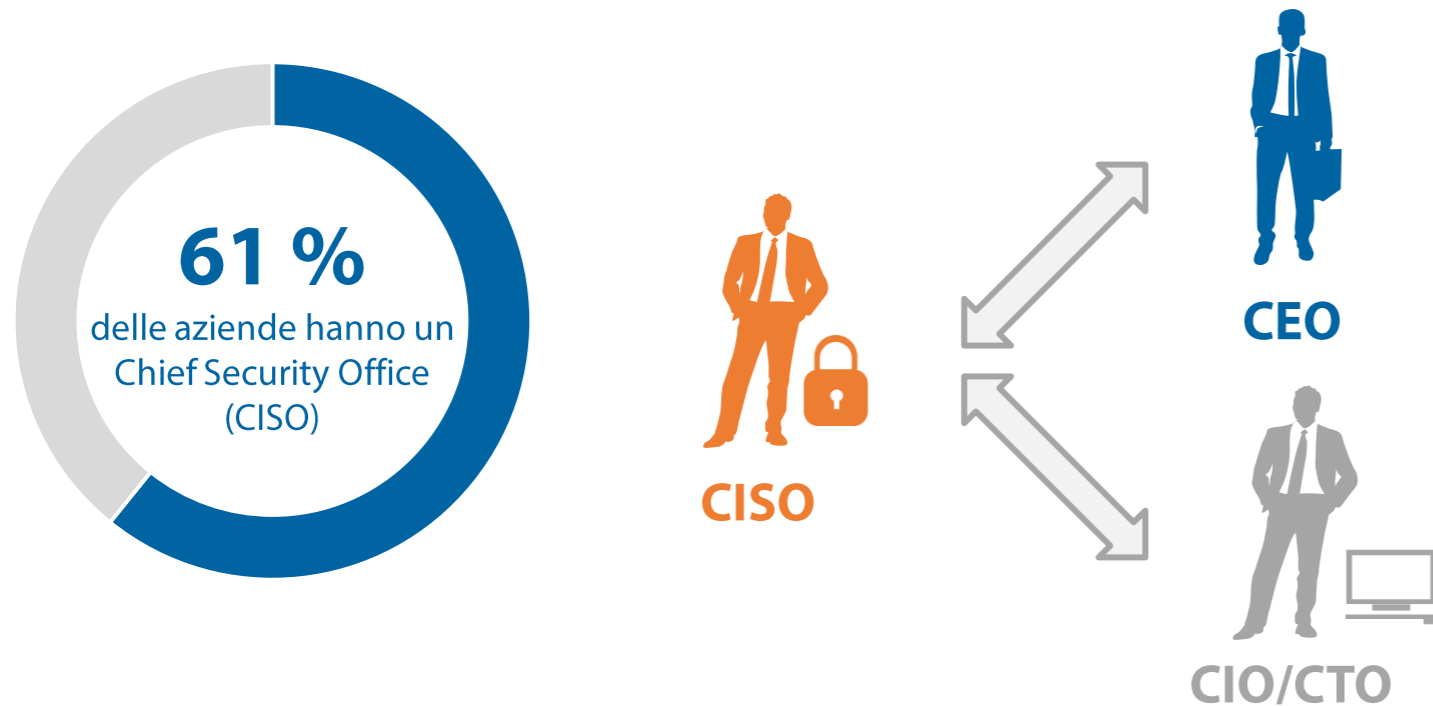 61 %
delle aziende hanno un
Chief Security Office
(CISO)
CISO
CEO
CIO/CTO